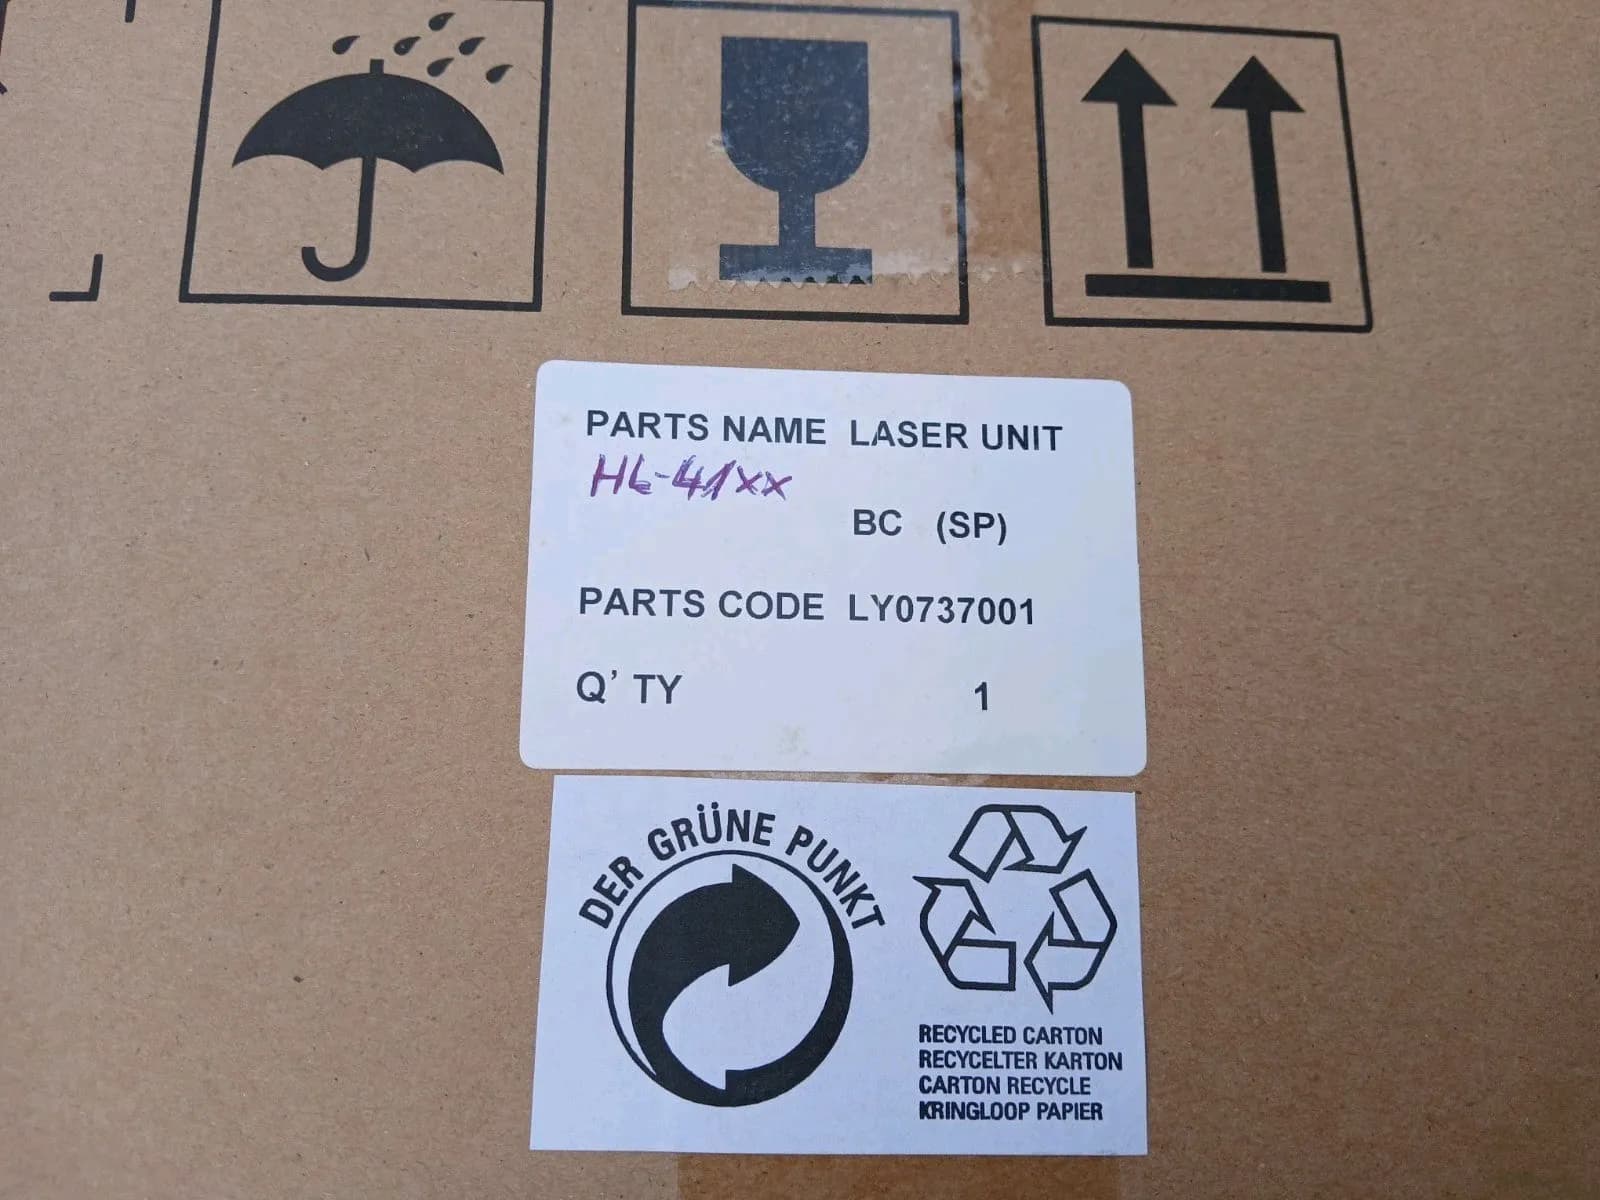 PARTS NAME LASER UNIT
HL-41xx
BC (SP)
PARTS CODE LY0737001
Q' TY 1
DER GRÜNE PUNKT
RECYCLED CARTON
RECYCELTER KARTON
CARTON RECYCLE
KRINGLOOP PAPIER